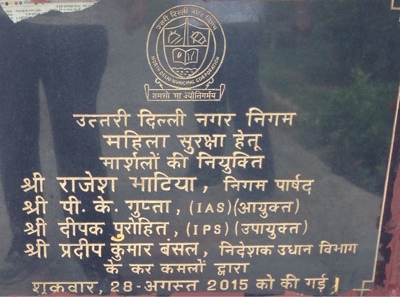 उत्तरी दिल्ली नगर निगम
NORTH DELHI MUNICIPAL CORPORATION
तमसो मा ज्योतिर्गमय
उत्तरी दिल्ली नगर निगम
महिला सुरक्षा हेतू
मार्शलों की नियुक्ति
श्री राजेश भाटिया, निगम पार्षद
श्री पी. के. गुप्ता, (IAS) (आयुक्त)
श्री दीपक पुरोहित, (IPS) (उपायुक्त)
श्री प्रदीप कुमार बंसल, निदेशक उधान विभाग
के कर कमलों द्वारा
शुक्रवार, 28-अगस्त 2015 को की गई।